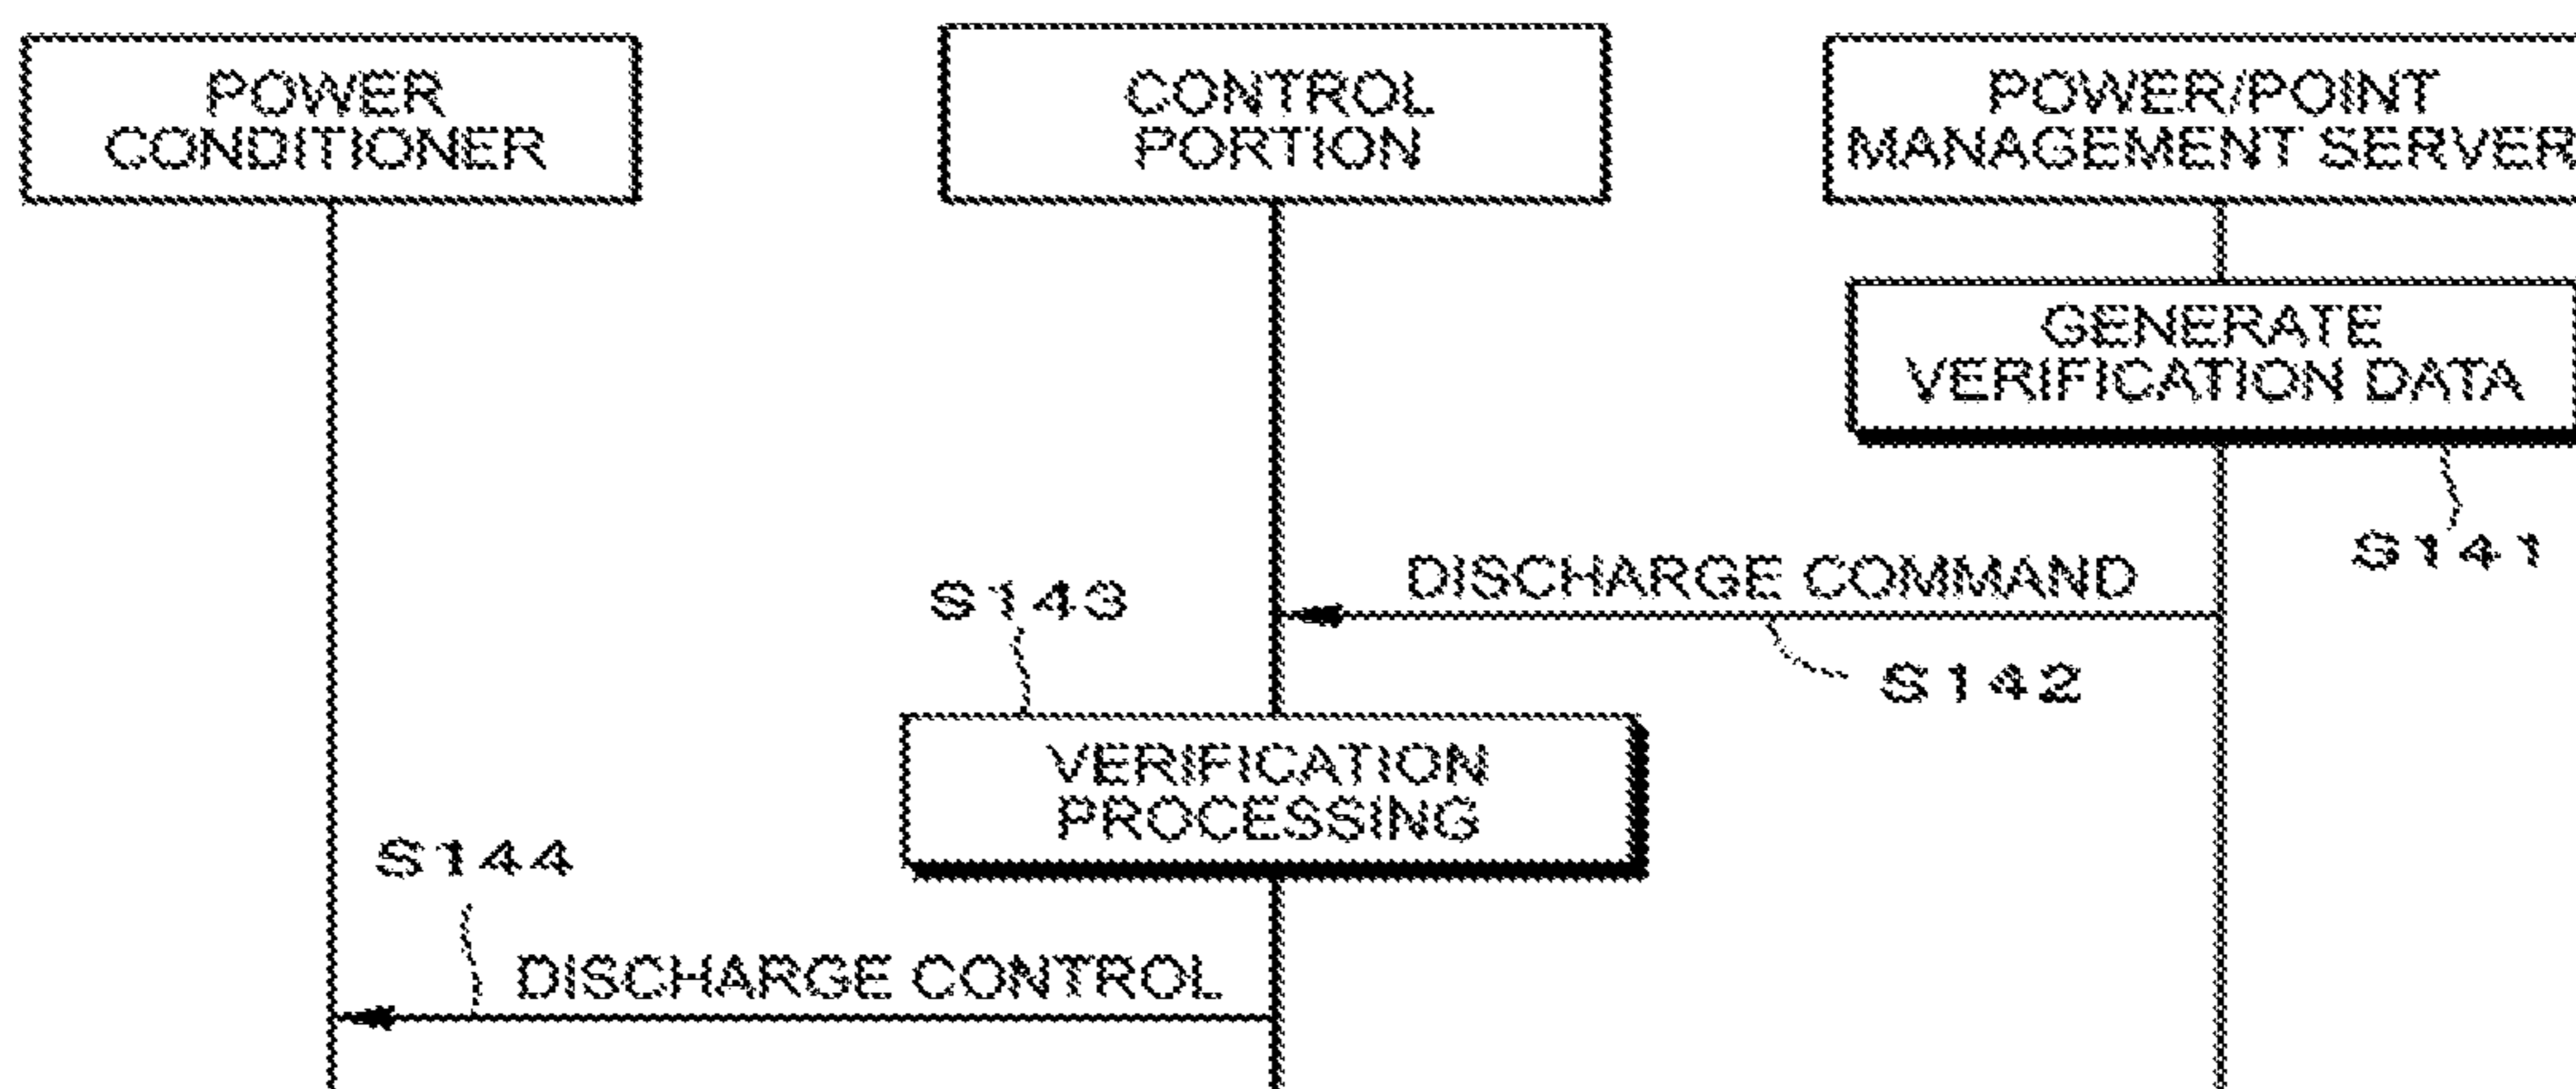 POWER
CONDITIONER
CONTROL
PORTION
POWER/POINT
MANAGEMENT SERVER
GENERATE
VERIFICATION DATA
S141
DISCHARGE COMMAND
S142
S143
VERIFICATION
PROCESSING
S144
DISCHARGE CONTROL